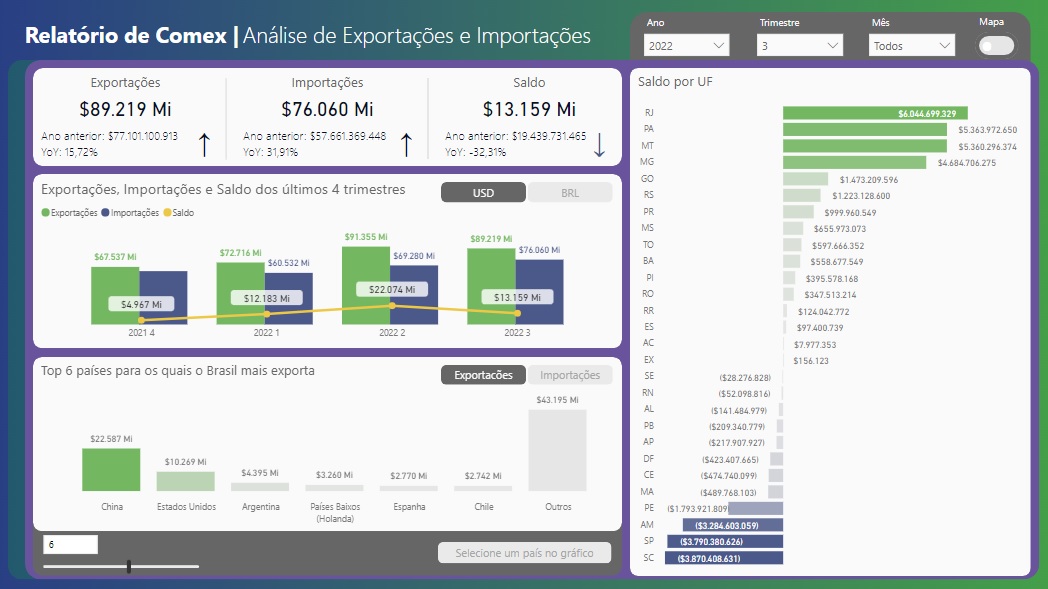 Relatório de Comex | Análise de Exportações e Importações
Ano
2022
Trimestre
3
Mês
Todos
Mapa
Exportações
$89.219 Mi
Ano anterior: $77.101.100.913
YoY: 15,72%
Importações
$76.060 Mi
Ano anterior: $57.661.369.448
YoY: 31,91%
Saldo
$13.159 Mi
Ano anterior: $19.439.731.465
YoY: -32,31%
Exportações, Importações e Saldo dos últimos 4 trimestres
USD
BRL
Exportações Importações Saldo
$67.537 Mi
$4.967 Mi
2021 4
$72.716 Mi
$60.532 Mi
$12.183 Mi
2022 1
$91.355 Mi
$69.280 Mi
$22.074 Mi
2022 2
$89.219 Mi
$76.060 Mi
$13.159 Mi
2022 3
Top 6 países para os quais o Brasil mais exporta
Exportacões
Importações
$22.587 Mi
China
$10.269 Mi
Estados Unidos
$4.395 Mi
Argentina
$3.260 Mi
Países Baixos
(Holanda)
$2.770 Mi
Espanha
$2.742 Mi
Chile
$43.195 Mi
Outros
6
Selecione um país no gráfico
Saldo por UF
RJ $6.044.699.329
PA $5.363.972.650
MT $5.360.296.374
MG $4.684.706.275
GO $1.473.209.596
RS $1.223.128.600
PR $999.960.549
MS $655.973.073
TO $597.666.352
BA $558.677.549
PI $395.578.168
RO $347.513.214
RR $124.042.772
ES $97.400.739
AC $7.977.353
EX $156.123
SE ($28.276.828)
RN ($52.098.816)
AL ($141.484.979)
PB ($209.340.779)
AP ($217.907.927)
DF ($423.407.665)
CE ($474.740.099)
MA ($489.768.103)
PE ($1.793.921.809)
AM ($3.284.603.059)
SP ($3.790.380.626)
SC ($3.870.408.631)